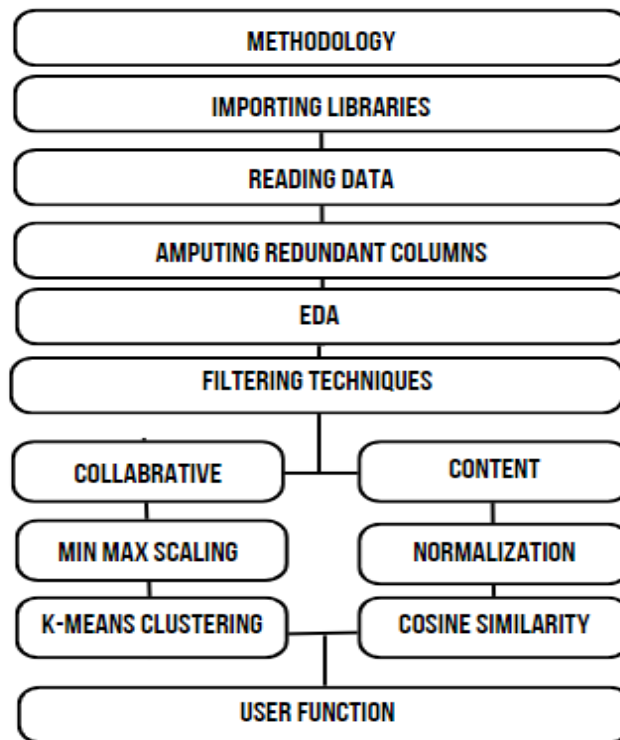 METHODOLOGY
IMPORTING LIBRARIES
READING DATA
AMPUTING REDUNDANT COLUMNS
EDA
FILTERING TECHNIQUES
COLLABRATIVE
CONTENT
MIN MAX SCALING
NORMALIZATION
K-MEANS CLUSTERING
COSINE SIMILARITY
USER FUNCTION